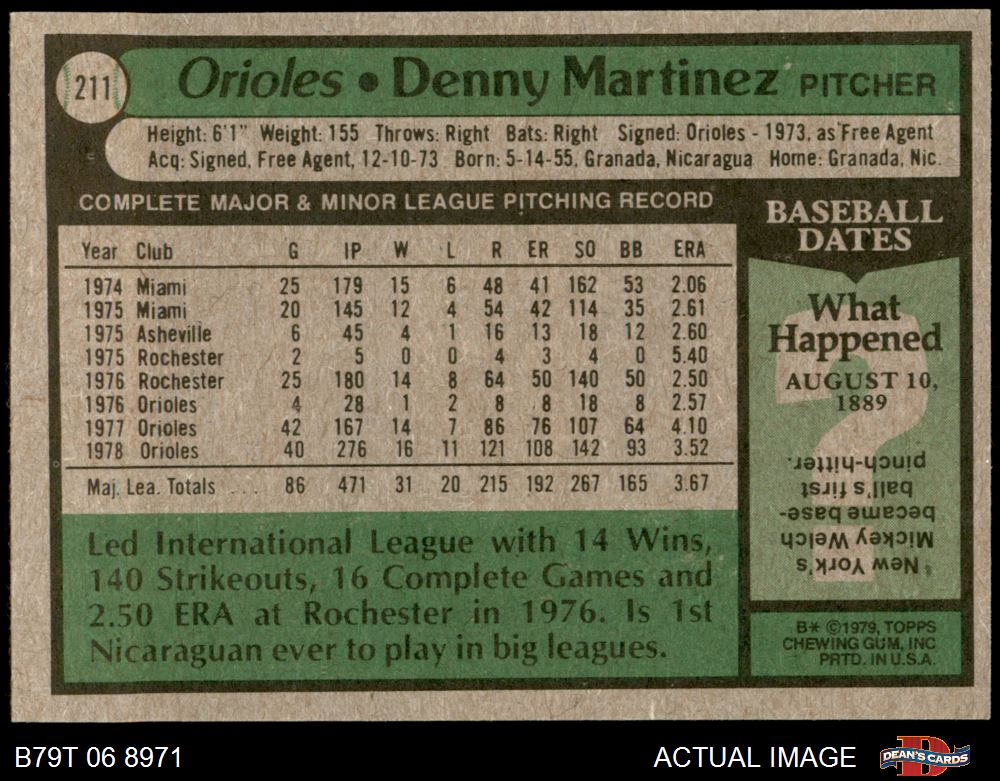 211
Orioles • Denny Martinez PITCHER
Height: 6'1" Weight: 155 Throws: Right Bats: Right Signed: Orioles - 1973, as Free Agent
Acq: Signed, Free Agent, 12-10-73 Born: 5-14-55, Granada, Nicaragua Home: Granada, Nic.
COMPLETE MAJOR & MINOR LEAGUE PITCHING RECORD
Year Club G IP W L R ER SO BB ERA
1974 Miami 25 179 15 6 48 41 162 53 2.06
1975 Miami 20 145 12 4 54 42 114 35 2.61
1975 Asheville 6 45 4 1 16 13 18 12 2.60
1975 Rochester 2 5 0 0 4 3 4 0 5.40
1976 Rochester 25 180 14 8 64 50 140 50 2.50
1976 Orioles 4 28 1 2 8 8 18 8 2.57
1977 Orioles 42 167 14 7 86 76 107 64 4.10
1978 Orioles 40 276 16 11 121 108 142 93 3.52
Maj. Lea. Totals ... 86 471 31 20 215 192 267 165 3.67
Led International League with 14 Wins,
140 Strikeouts, 16 Complete Games and
2.50 ERA at Rochester in 1976. Is 1st
Nicaraguan ever to play in big leagues.
BASEBALL
DATES
What
Happened
AUGUST 10,
1889
?
New York's
Mickey Welch
became base-
ball's first
pinch-hitter.
B* ©1979, TOPPS
CHEWING GUM, INC
PRTD. IN U.S.A.
B79T 06 8971
ACTUAL IMAGE
DEAN'S CARDS